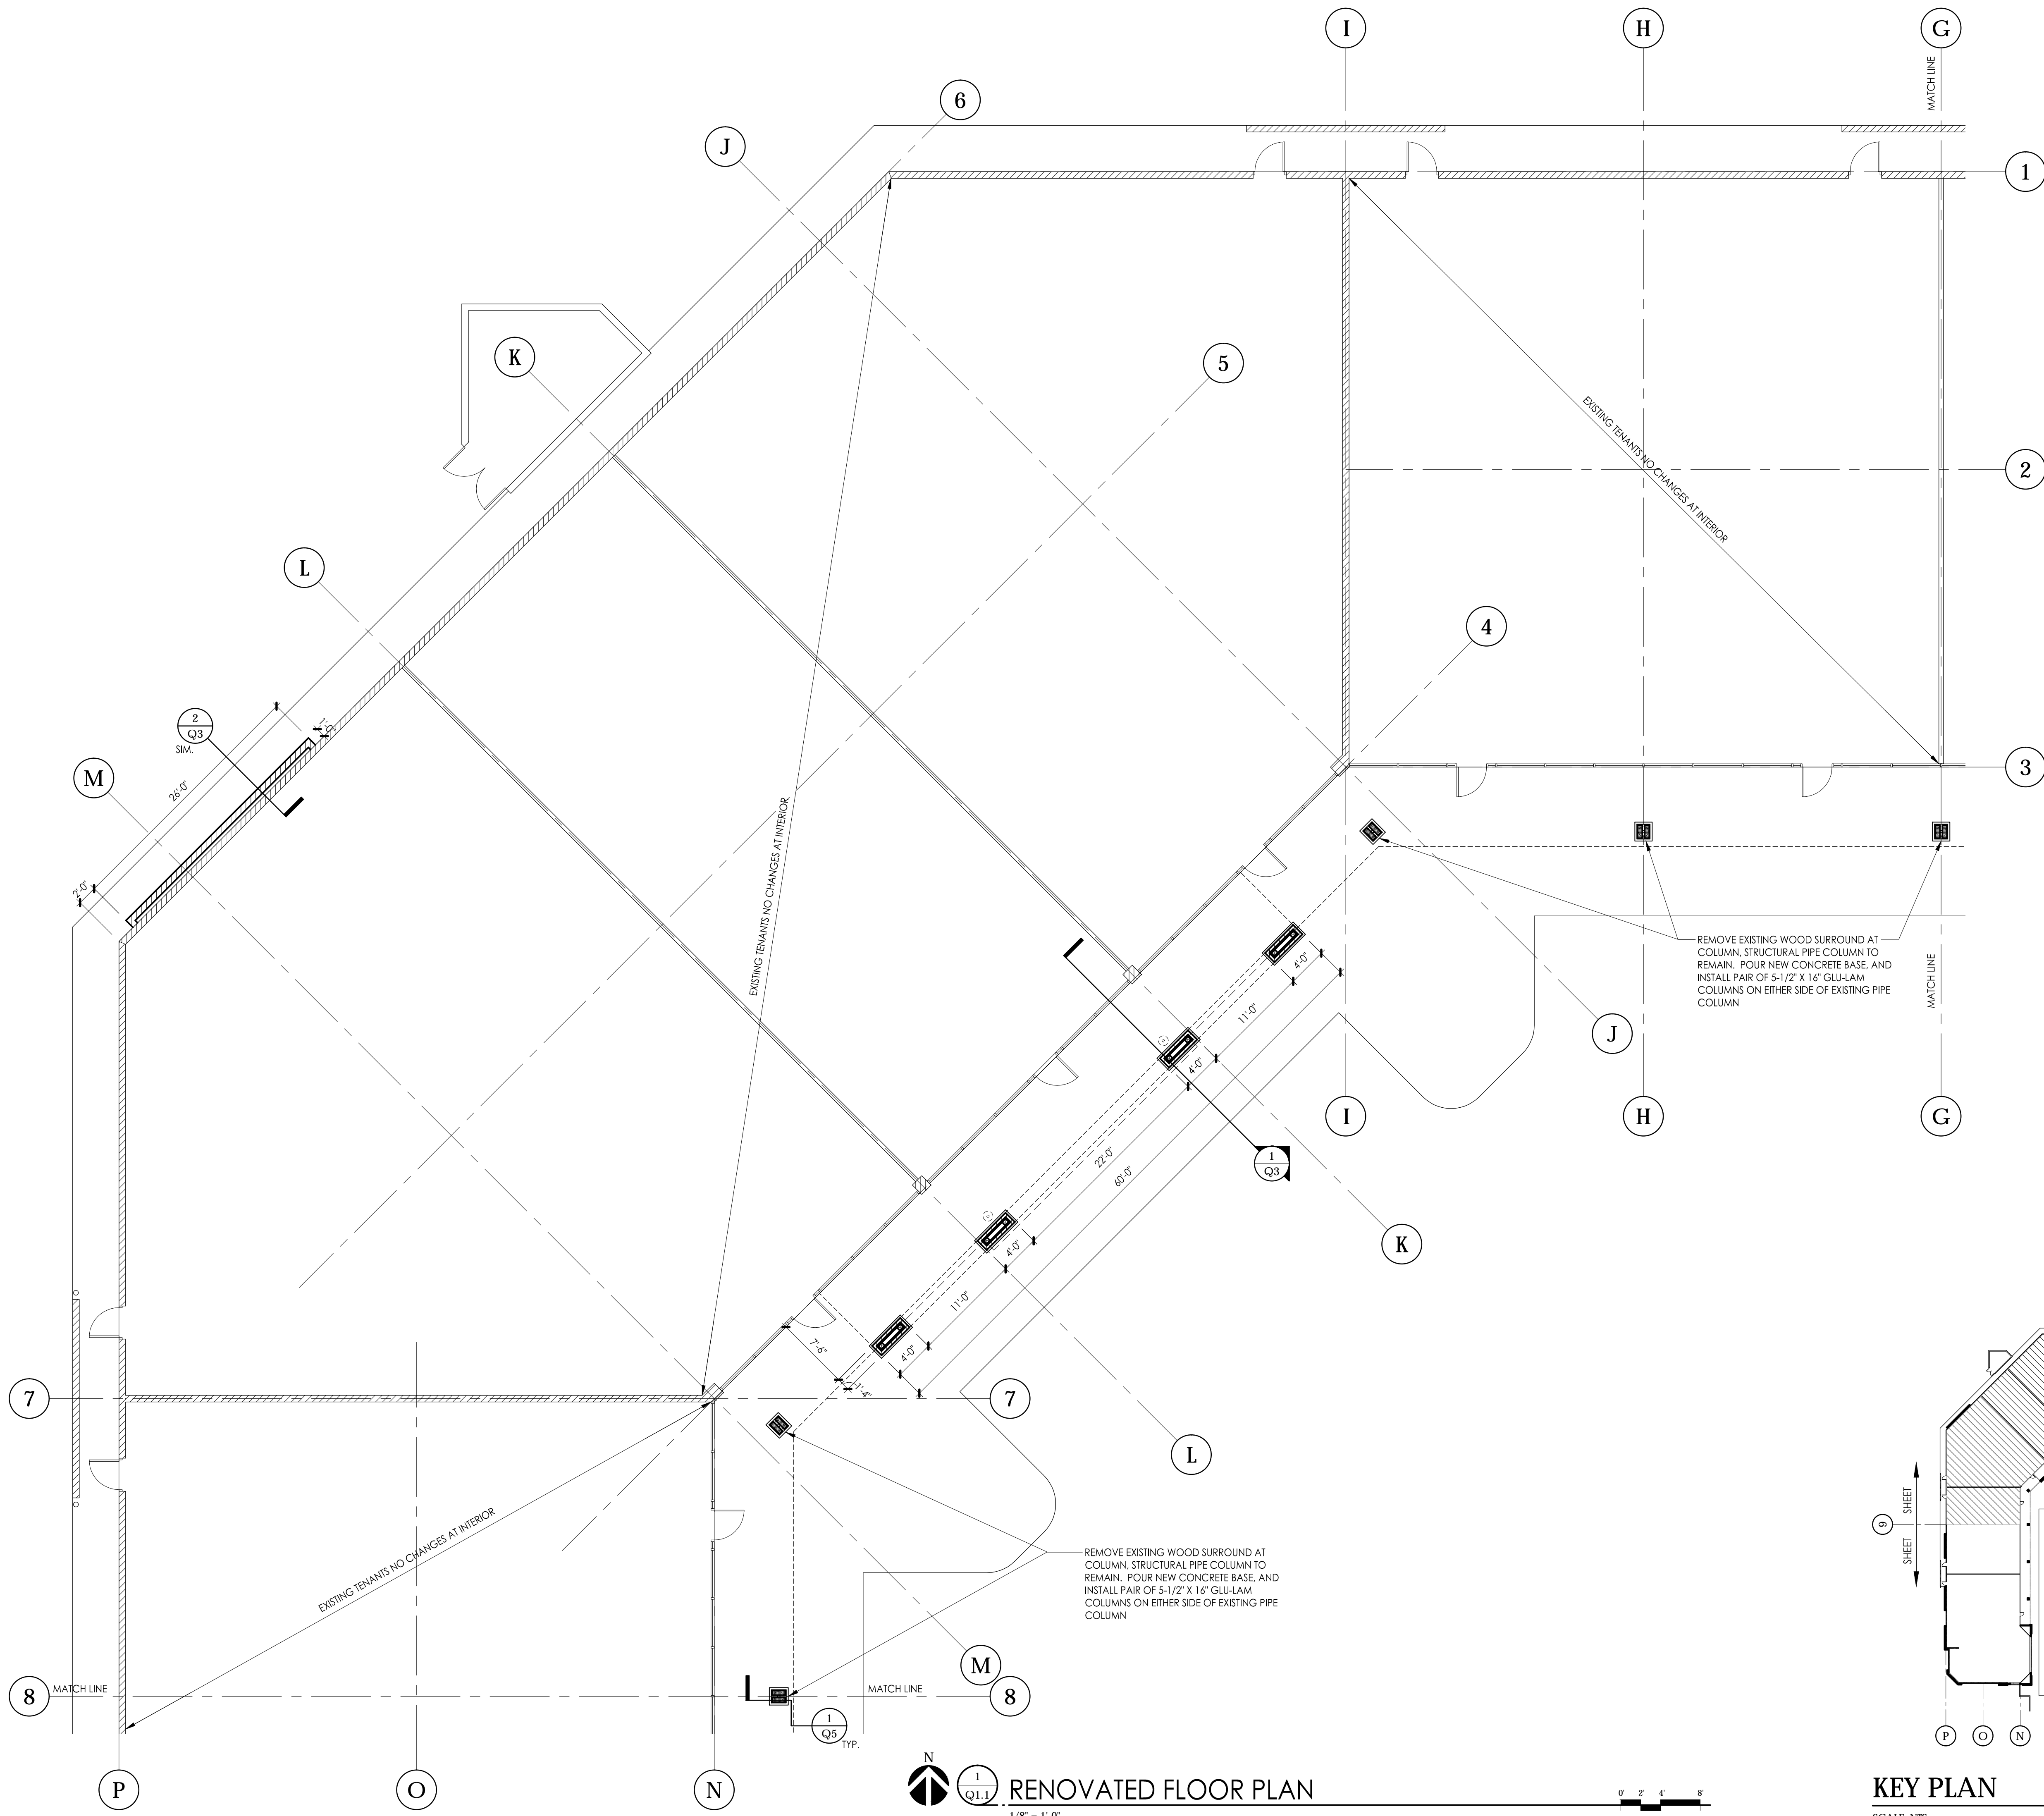 I
H
G
MATCH LINE
6
J
1
K
5
EXISTING TENANTS NO CHANGES AT INTERIOR
2
L
4
2
Q3
SIM.
1'-0"
M
26'-0"
3
2'-0"
EXISTING TENANTS NO CHANGES AT INTERIOR
4'-0"
11'-0"
4'-0"
22'-0"
60'-0"
4'-0"
11'-0"
4'-0"
7'-6"
1'-4"
REMOVE EXISTING WOOD SURROUND AT
COLUMN, STRUCTURAL PIPE COLUMN TO
REMAIN. POUR NEW CONCRETE BASE, AND
INSTALL PAIR OF 5-1/2" X 16" GLU-LAM
COLUMNS ON EITHER SIDE OF EXISTING PIPE
COLUMN
MATCH LINE
J
I
H
G
1
Q3
K
7
7
L
EXISTING TENANTS NO CHANGES AT INTERIOR
REMOVE EXISTING WOOD SURROUND AT
COLUMN, STRUCTURAL PIPE COLUMN TO
REMAIN. POUR NEW CONCRETE BASE, AND
INSTALL PAIR OF 5-1/2" X 16" GLU-LAM
COLUMNS ON EITHER SIDE OF EXISTING PIPE
COLUMN
M
8
MATCH LINE
MATCH LINE
8
1
Q5
TYP.
P
O
N
N
1
Q1.1
RENOVATED FLOOR PLAN
1/8" = 1'-0"
0' 2' 4' 8'
SHEET
SHEET
9
P
O
N
KEY PLAN